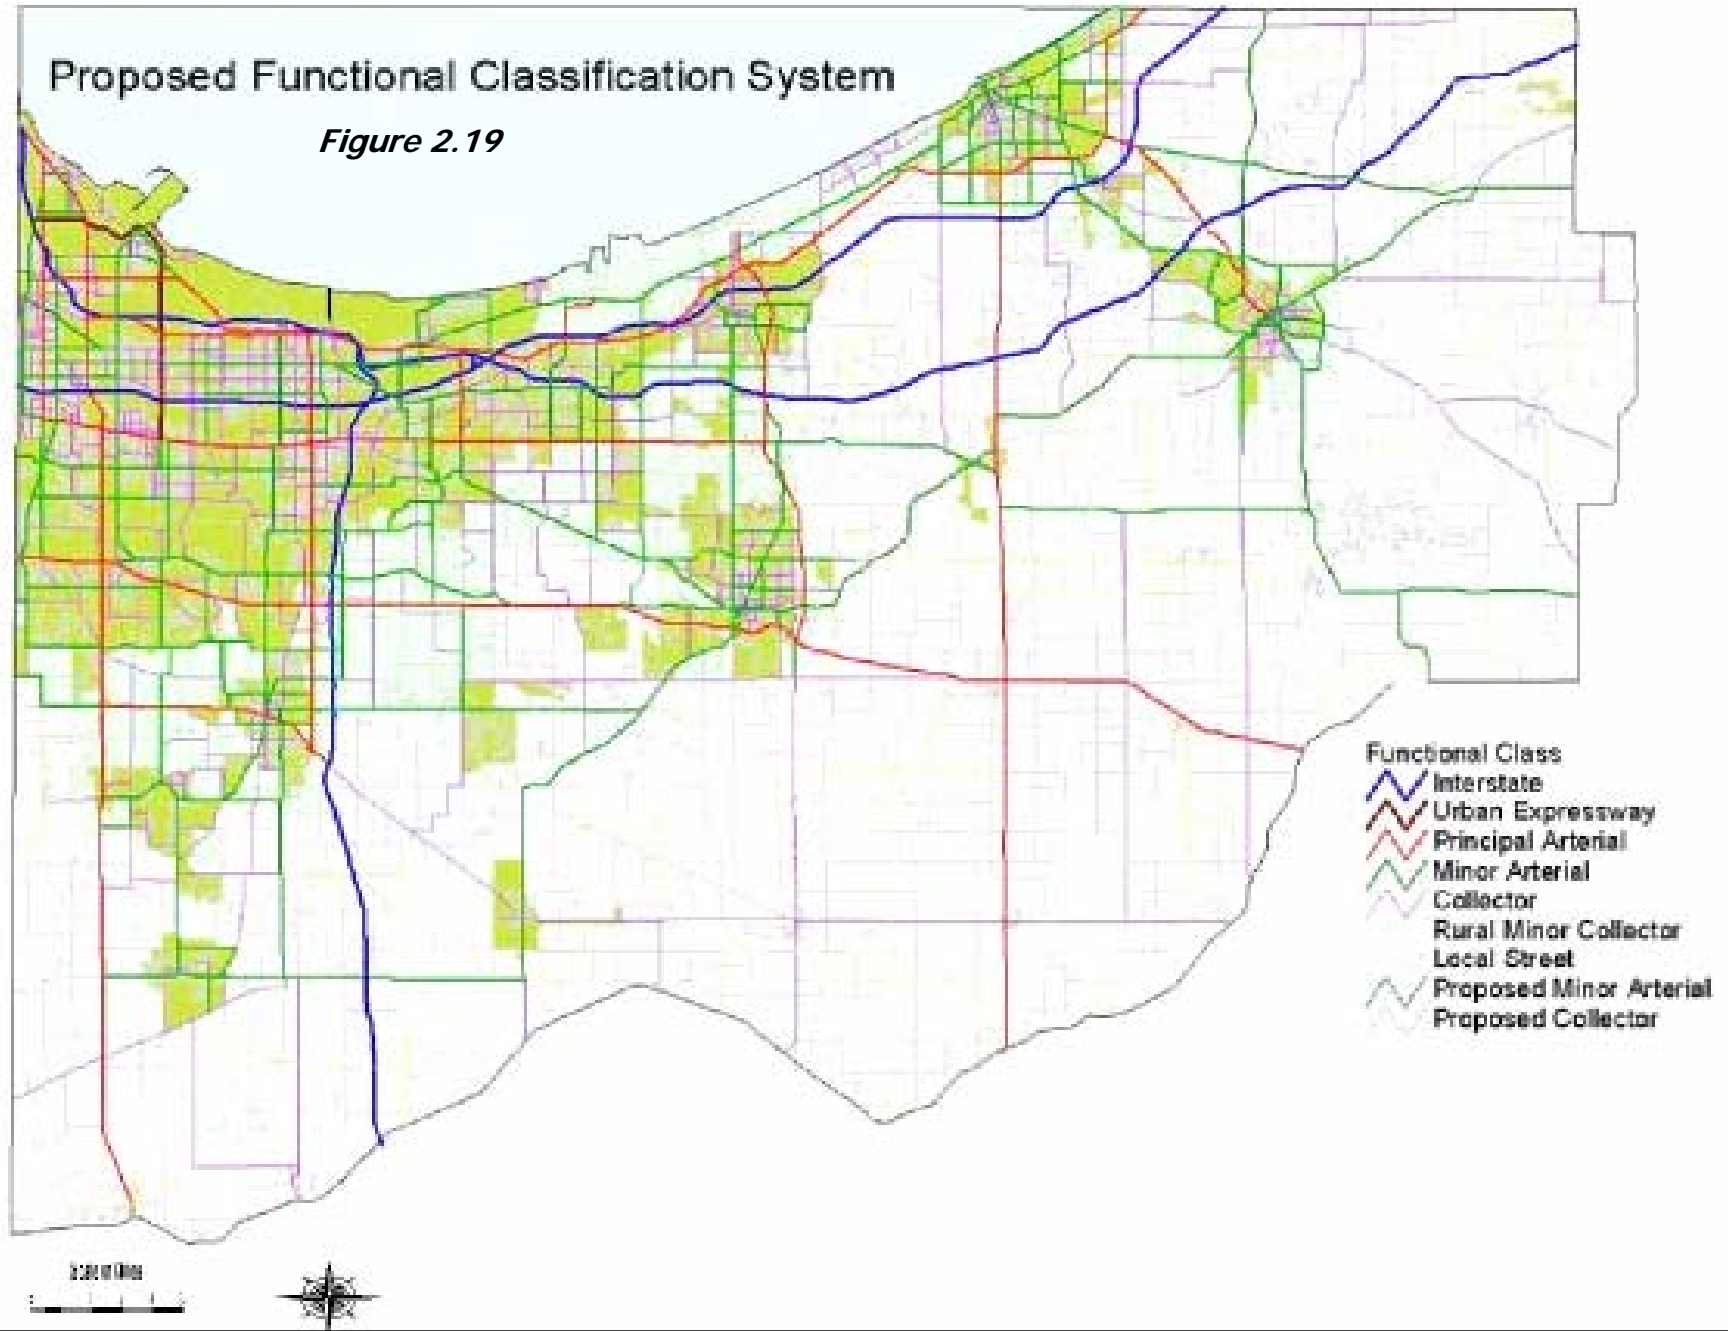 Proposed Functional Classification System
Figure 2.19
Functional Class
Interstate
Urban Expressway
Principal Arterial
Minor Arterial
Collector
Rural Minor Collector
Local Street
Proposed Minor Arterial
Proposed Collector